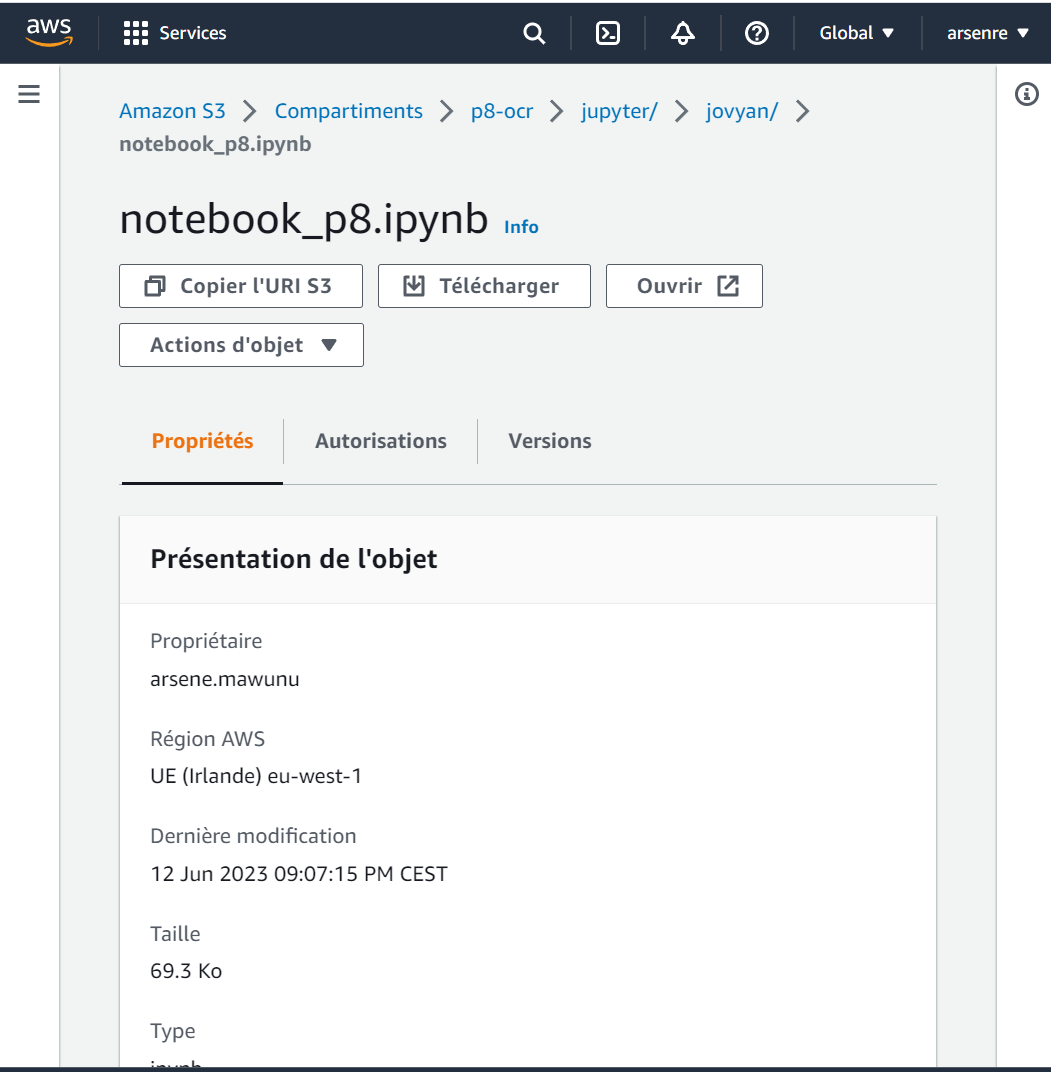 aws Services Global arsenre
Amazon S3 Compartiments p8-ocr jupyter/ jovyan/
notebook_p8.ipynb
notebook_p8.ipynb Info
Copier l'URI S3 Télécharger Ouvrir
Actions d'objet
Propriétés Autorisations Versions
Présentation de l'objet
Propriétaire
arsene.mawunu
Région AWS
UE (Irlande) eu-west-1
Dernière modification
12 Jun 2023 09:07:15 PM CEST
Taille
69.3 Ko
Type
ipynb